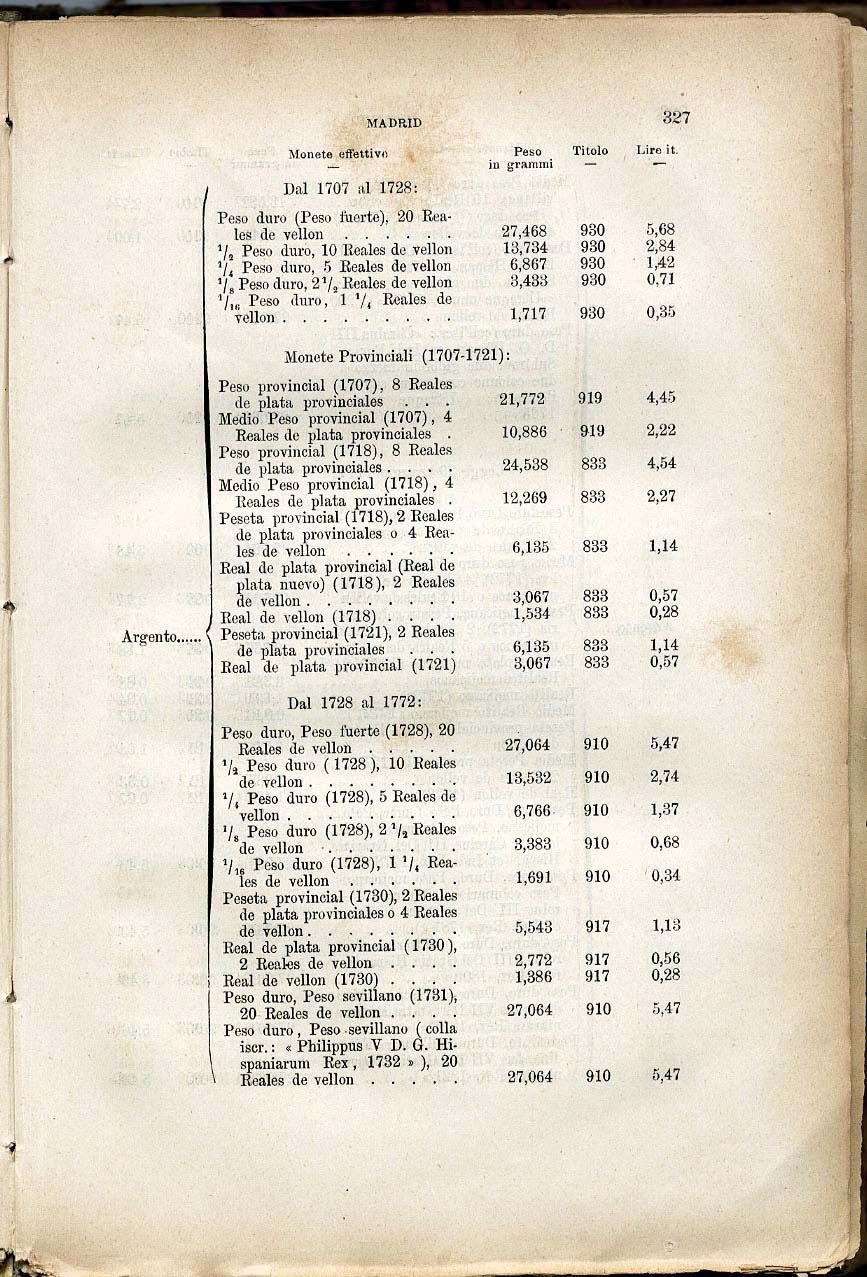 MADRID 327
Monete effettive Peso in grammi Titolo Lire it.
Dal 1707 al 1728:
Peso duro (Peso fuerte), 20 Rea-
les de vellon . . . . . . 27,468 930 5,68
1/2 Peso duro, 10 Reales de vellon 13,734 930 2,84
1/4 Peso duro, 5 Reales de vellon 6,867 930 1,42
1/8 Peso duro, 2 1/2 Reales de vellon 3,433 930 0,71
1/16 Peso duro, 1 1/4 Reales de
vellon . . . . . . . . 1,717 930 0,35
Monete Provinciali (1707-1721):
Peso provincial (1707), 8 Reales
de plata provinciales . . . 21,772 919 4,45
Medio Peso provincial (1707), 4
Reales de plata provinciales . 10,886 919 2,22
Peso provincial (1718), 8 Reales
de plata provinciales . . . . 24,538 833 4,54
Medio Peso provincial (1718), 4
Reales de plata provinciales . 12,269 833 2,27
Peseta provincial (1718), 2 Reales
de plata provinciales o 4 Rea-
les de vellon . . . . . . 6,135 833 1,14
Real de plata provincial (Real de
plata nuevo) (1718), 2 Reales
de vellon . . . . . . . . 3,067 833 0,57
Real de vellon (1718) . . . . 1,534 833 0,28
Argento...... Peseta provincial (1721), 2 Reales
de plata provinciales . . . . 6,135 833 1,14
Real de plata provincial (1721) 3,067 833 0,57
Dal 1728 al 1772:
Peso duro, Peso fuerte (1728), 20
Reales de vellon . . . . . 27,064 910 5,47
1/2 Peso duro (1728), 10 Reales
de vellon . . . . . . . . 13,532 910 2,74
1/4 Peso duro (1728), 5 Reales de
vellon . . . . . . . . . 6,766 910 1,37
1/8 Peso duro (1728), 2 1/2 Reales
de vellon . . . . . . . 3,383 910 0,68
1/16 Peso duro (1728), 1 1/4 Rea-
les de vellon . . . . . . 1,691 910 0,34
Peseta provincial (1730), 2 Reales
de plata provinciales o 4 Reales
de vellon . . . . . . . . 5,543 917 1,13
Real de plata provincial (1730),
2 Reales de vellon . . . . 2,772 917 0,56
Real de vellon (1730) . . . . 1,386 917 0,28
Peso duro, Peso sevillano (1731),
20 Reales de vellon . . . . 27,064 910 5,47
Peso duro, Peso sevillano (colla
iscr.: « Philippus V D. G. Hi-
spaniarum Rex, 1732 »), 20
Reales de vellon . . . . . 27,064 910 5,47